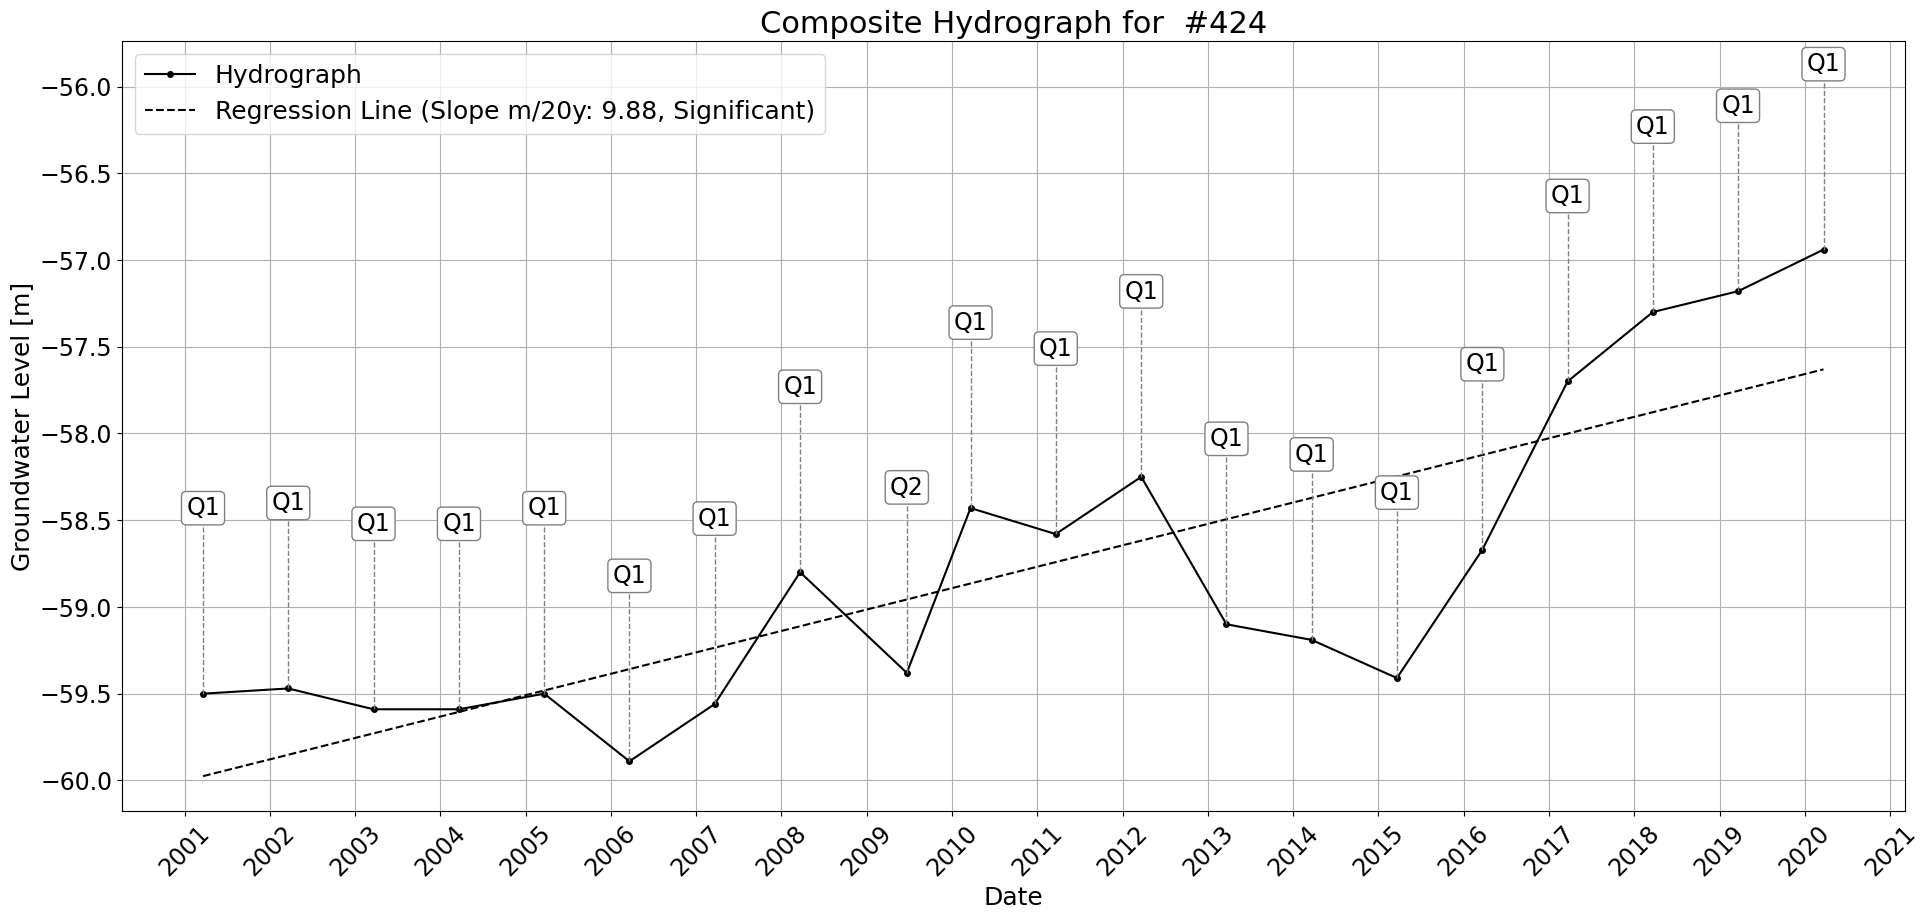 Composite Hydrograph for  #424
Hydrograph
Regression Line (Slope m/20y: 9.88, Significant)
Groundwater Level [m]
−56.0
−56.5
−57.0
−57.5
−58.0
−58.5
−59.0
−59.5
−60.0
Q1
Q1
Q1
Q1
Q1
Q1
Q1
Q1
Q2
Q1
Q1
Q1
Q1
Q1
Q1
Q1
Q1
Q1
Q1
Q1
2001
2002
2003
2004
2005
2006
2007
2008
2009
2010
2011
2012
2013
2014
2015
2016
2017
2018
2019
2020
2021
Date